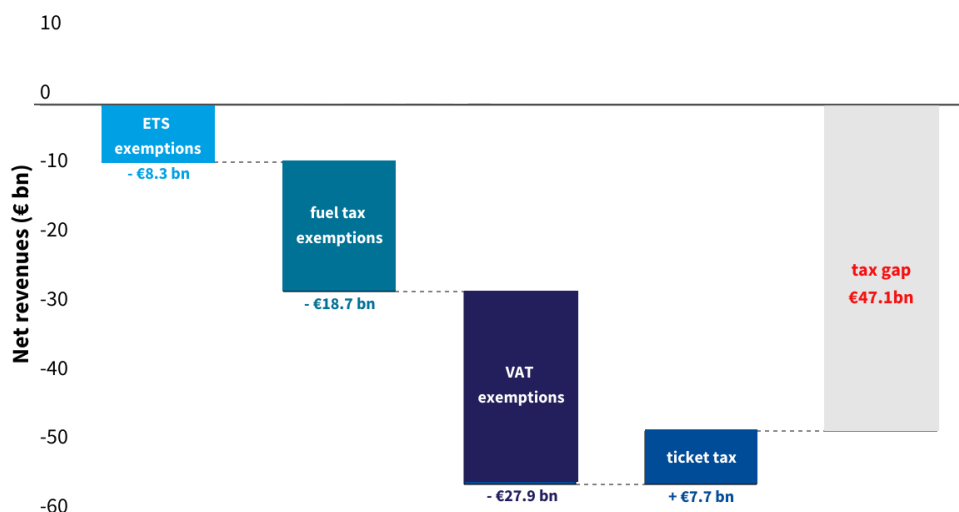 10
0
-10
-20
-30
-40
-50
-60
Net revenues (€ bn)
ETS
exemptions
- €8.3 bn
fuel tax
exemptions
- €18.7 bn
VAT
exemptions
- €27.9 bn
ticket tax
+ €7.7 bn
tax gap
€47.1bn